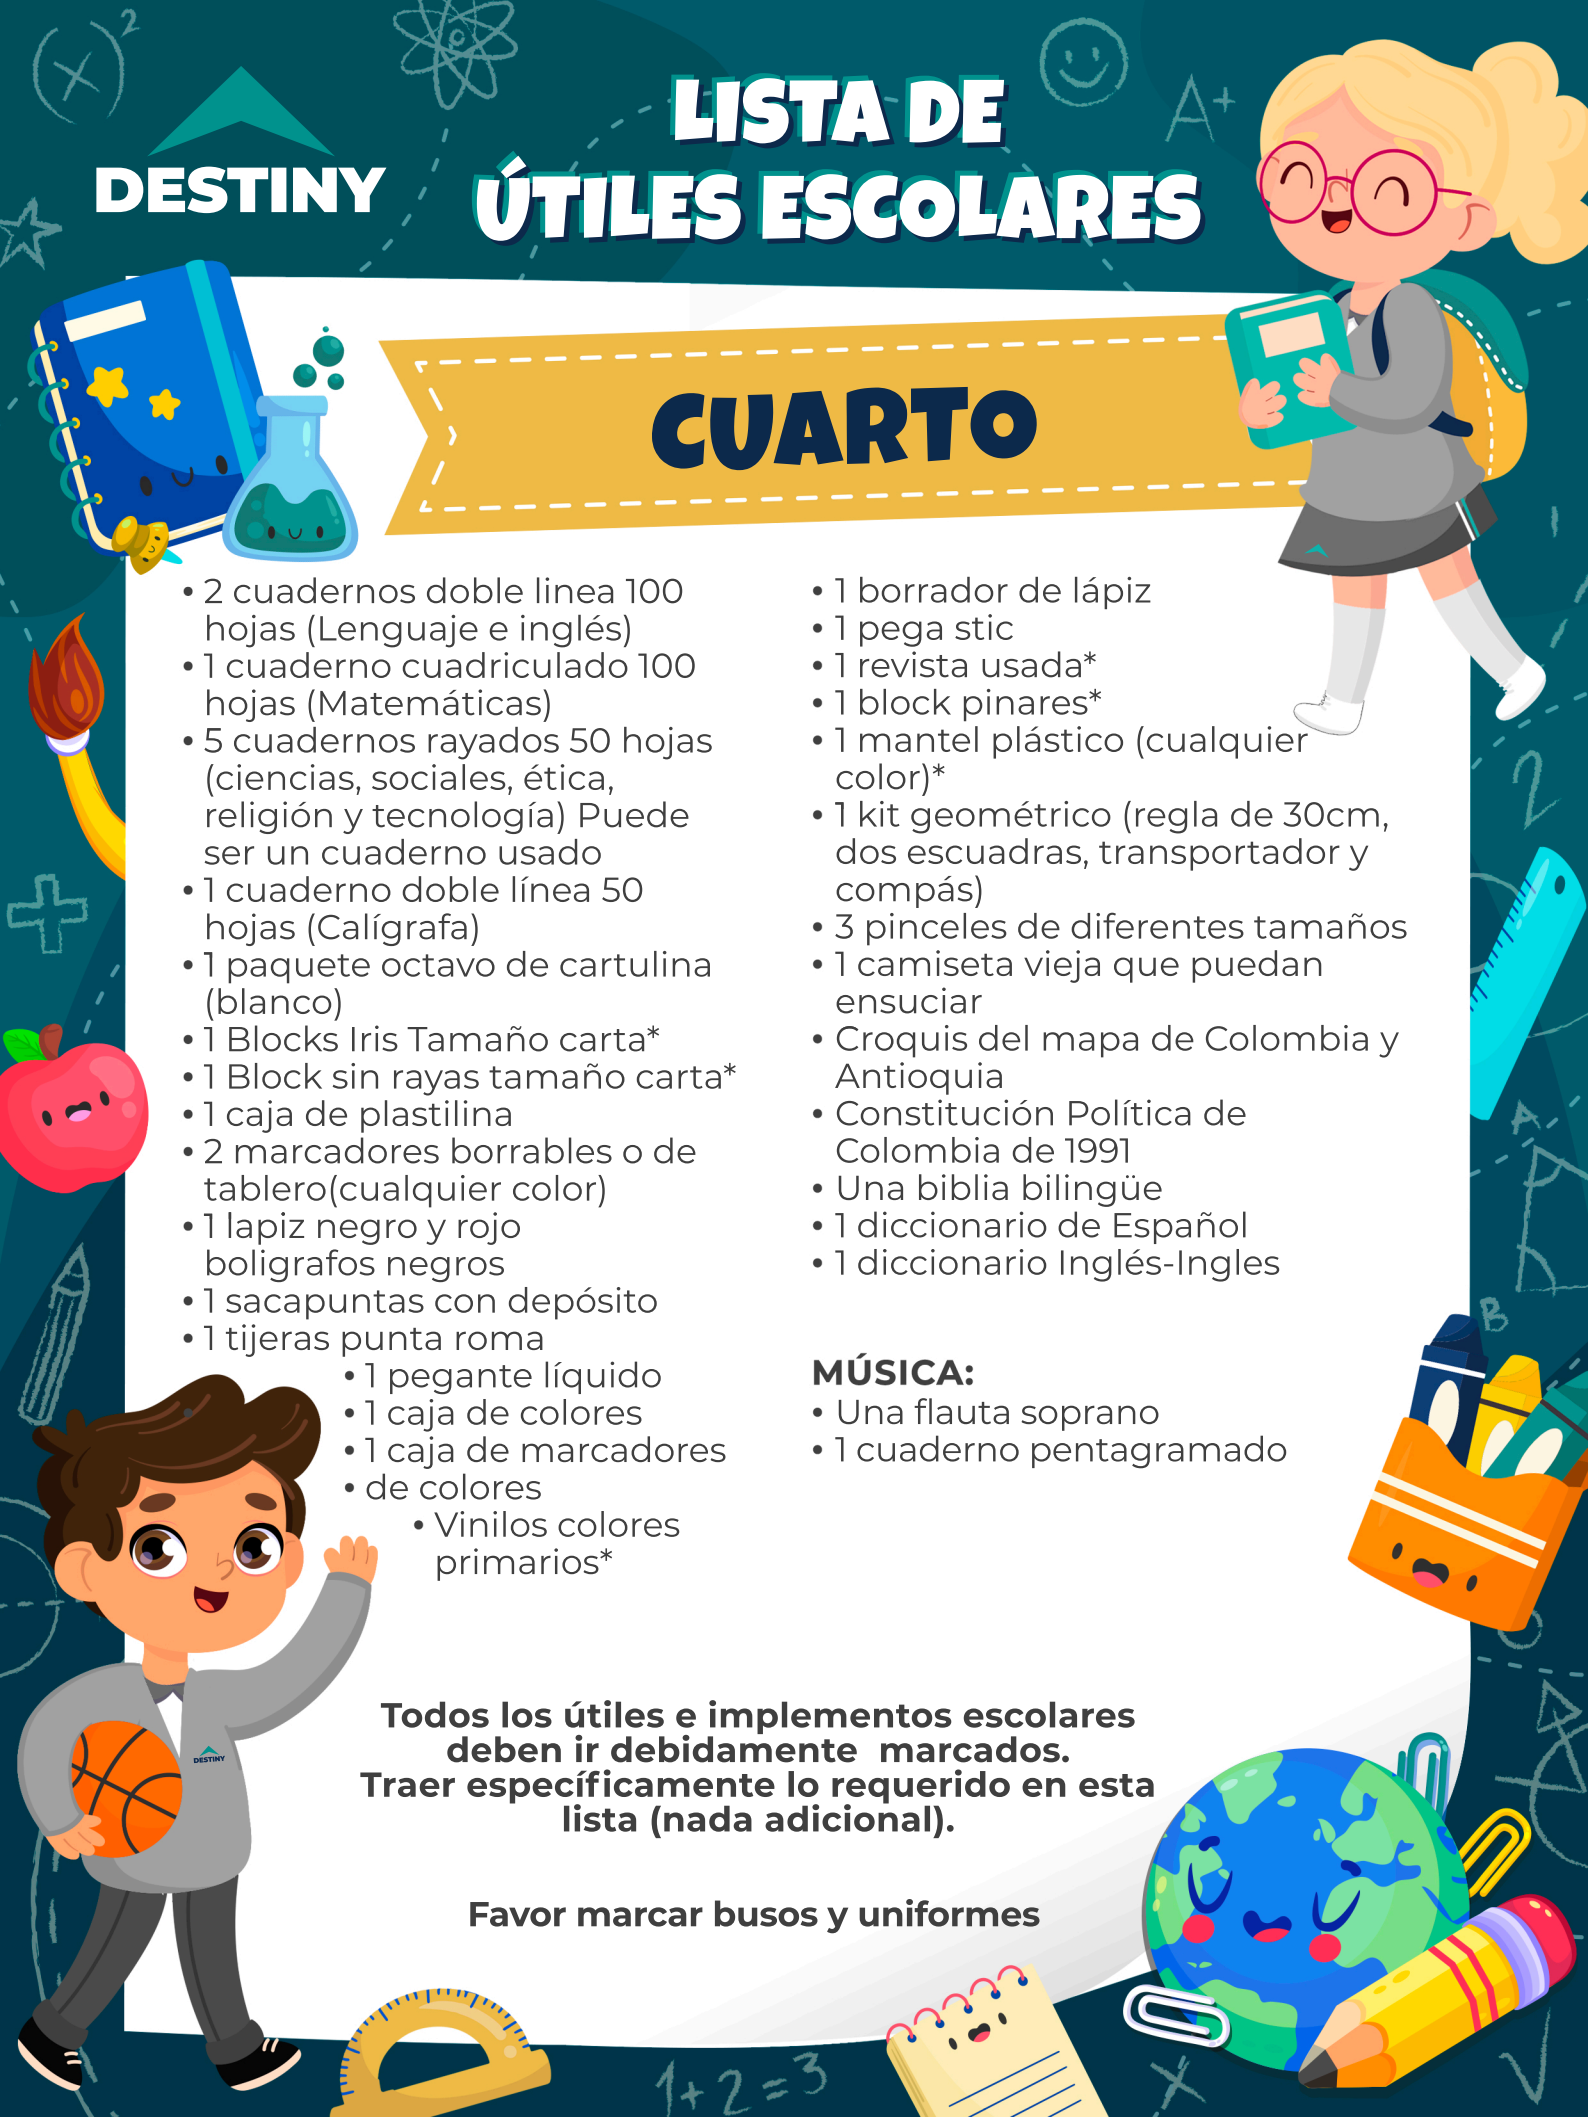 DESTINY
LISTA DE
ÚTILES ESCOLARES
CUARTO
• 2 cuadernos doble linea 100
hojas (Lenguaje e inglés)
• 1 cuaderno cuadriculado 100
hojas (Matemáticas)
• 5 cuadernos rayados 50 hojas
(ciencias, sociales, ética,
religión y tecnología) Puede
ser un cuaderno usado
• 1 cuaderno doble línea 50
hojas (Calígrafa)
• 1 paquete octavo de cartulina
(blanco)
• 1 Blocks Iris Tamaño carta*
• 1 Block sin rayas tamaño carta*
• 1 caja de plastilina
• 2 marcadores borrables o de
tablero(cualquier color)
• 1 lapiz negro y rojo
boligrafos negros
• 1 sacapuntas con depósito
• 1 tijeras punta roma
• 1 pegante líquido
• 1 caja de colores
• 1 caja de marcadores
• de colores
• Vinilos colores
primarios*
• 1 borrador de lápiz
• 1 pega stic
• 1 revista usada*
• 1 block pinares*
• 1 mantel plástico (cualquier
color)*
• 1 kit geométrico (regla de 30cm,
dos escuadras, transportador y
compás)
• 3 pinceles de diferentes tamaños
• 1 camiseta vieja que puedan
ensuciar
• Croquis del mapa de Colombia y
Antioquia
• Constitución Política de
Colombia de 1991
• Una biblia bilingüe
• 1 diccionario de Español
• 1 diccionario Inglés-Ingles
MÚSICA:
• Una flauta soprano
• 1 cuaderno pentagramado
Todos los útiles e implementos escolares
deben ir debidamente  marcados.
Traer específicamente lo requerido en esta
lista (nada adicional).
Favor marcar busos y uniformes
DESTINY
(x)²
A+
2
A
B
1+2=3